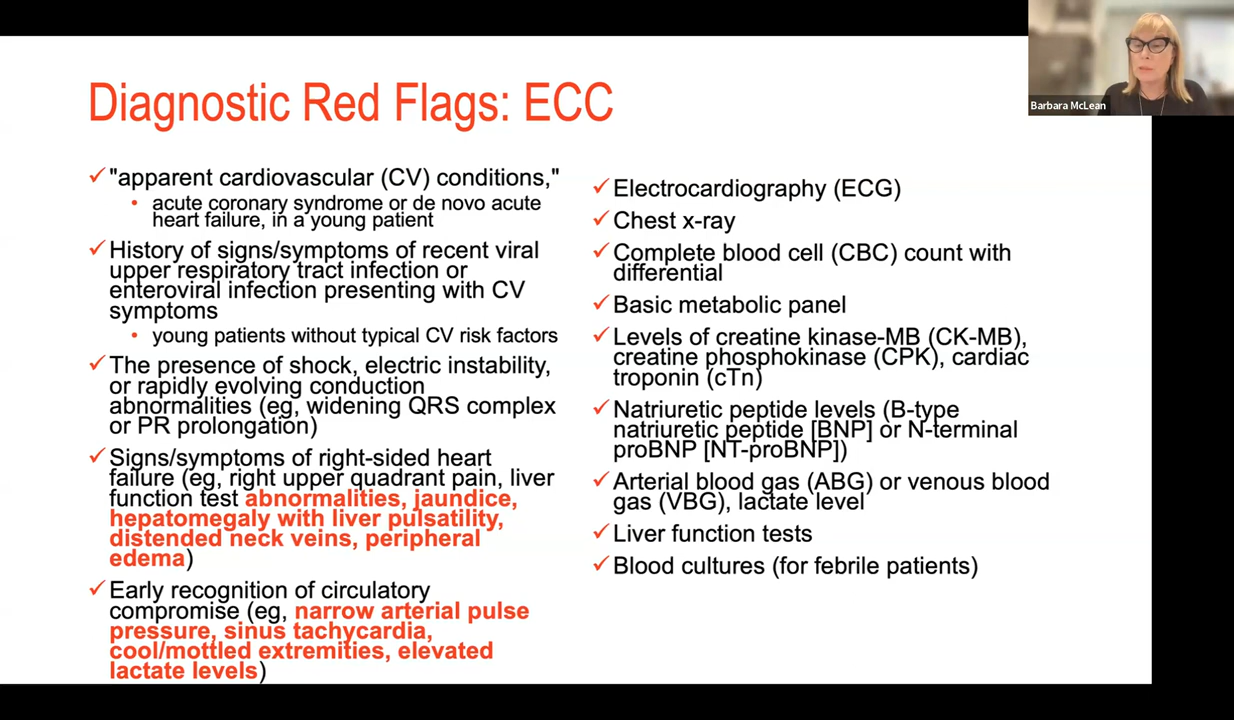 Barbara McLean
Diagnostic Red Flags: ECC
"apparent cardiovascular (CV) conditions,"
acute coronary syndrome or de novo acute
heart failure, in a young patient
History of signs/symptoms of recent viral
upper respiratory tract infection or
enteroviral infection presenting with CV
symptoms
young patients without typical CV risk factors
The presence of shock, electric instability,
or rapidly evolving conduction
abnormalities (eg, widening QRS complex
or PR prolongation)
Signs/symptoms of right-sided heart
failure (eg, right upper quadrant pain, liver
function test abnormalities, jaundice,
hepatomegaly with liver pulsatility,
distended neck veins, peripheral
edema)
Early recognition of circulatory
compromise (eg, narrow arterial pulse
pressure, sinus tachycardia,
cool/mottled extremities, elevated
lactate levels)
Electrocardiography (ECG)
Chest x-ray
Complete blood cell (CBC) count with
differential
Basic metabolic panel
Levels of creatine kinase-MB (CK-MB),
creatine phosphokinase (CPK), cardiac
troponin (cTn)
Natriuretic peptide levels (B-type
natriuretic peptide [BNP] or N-terminal
proBNP [NT-proBNP])
Arterial blood gas (ABG) or venous blood
gas (VBG), lactate level
Liver function tests
Blood cultures (for febrile patients)